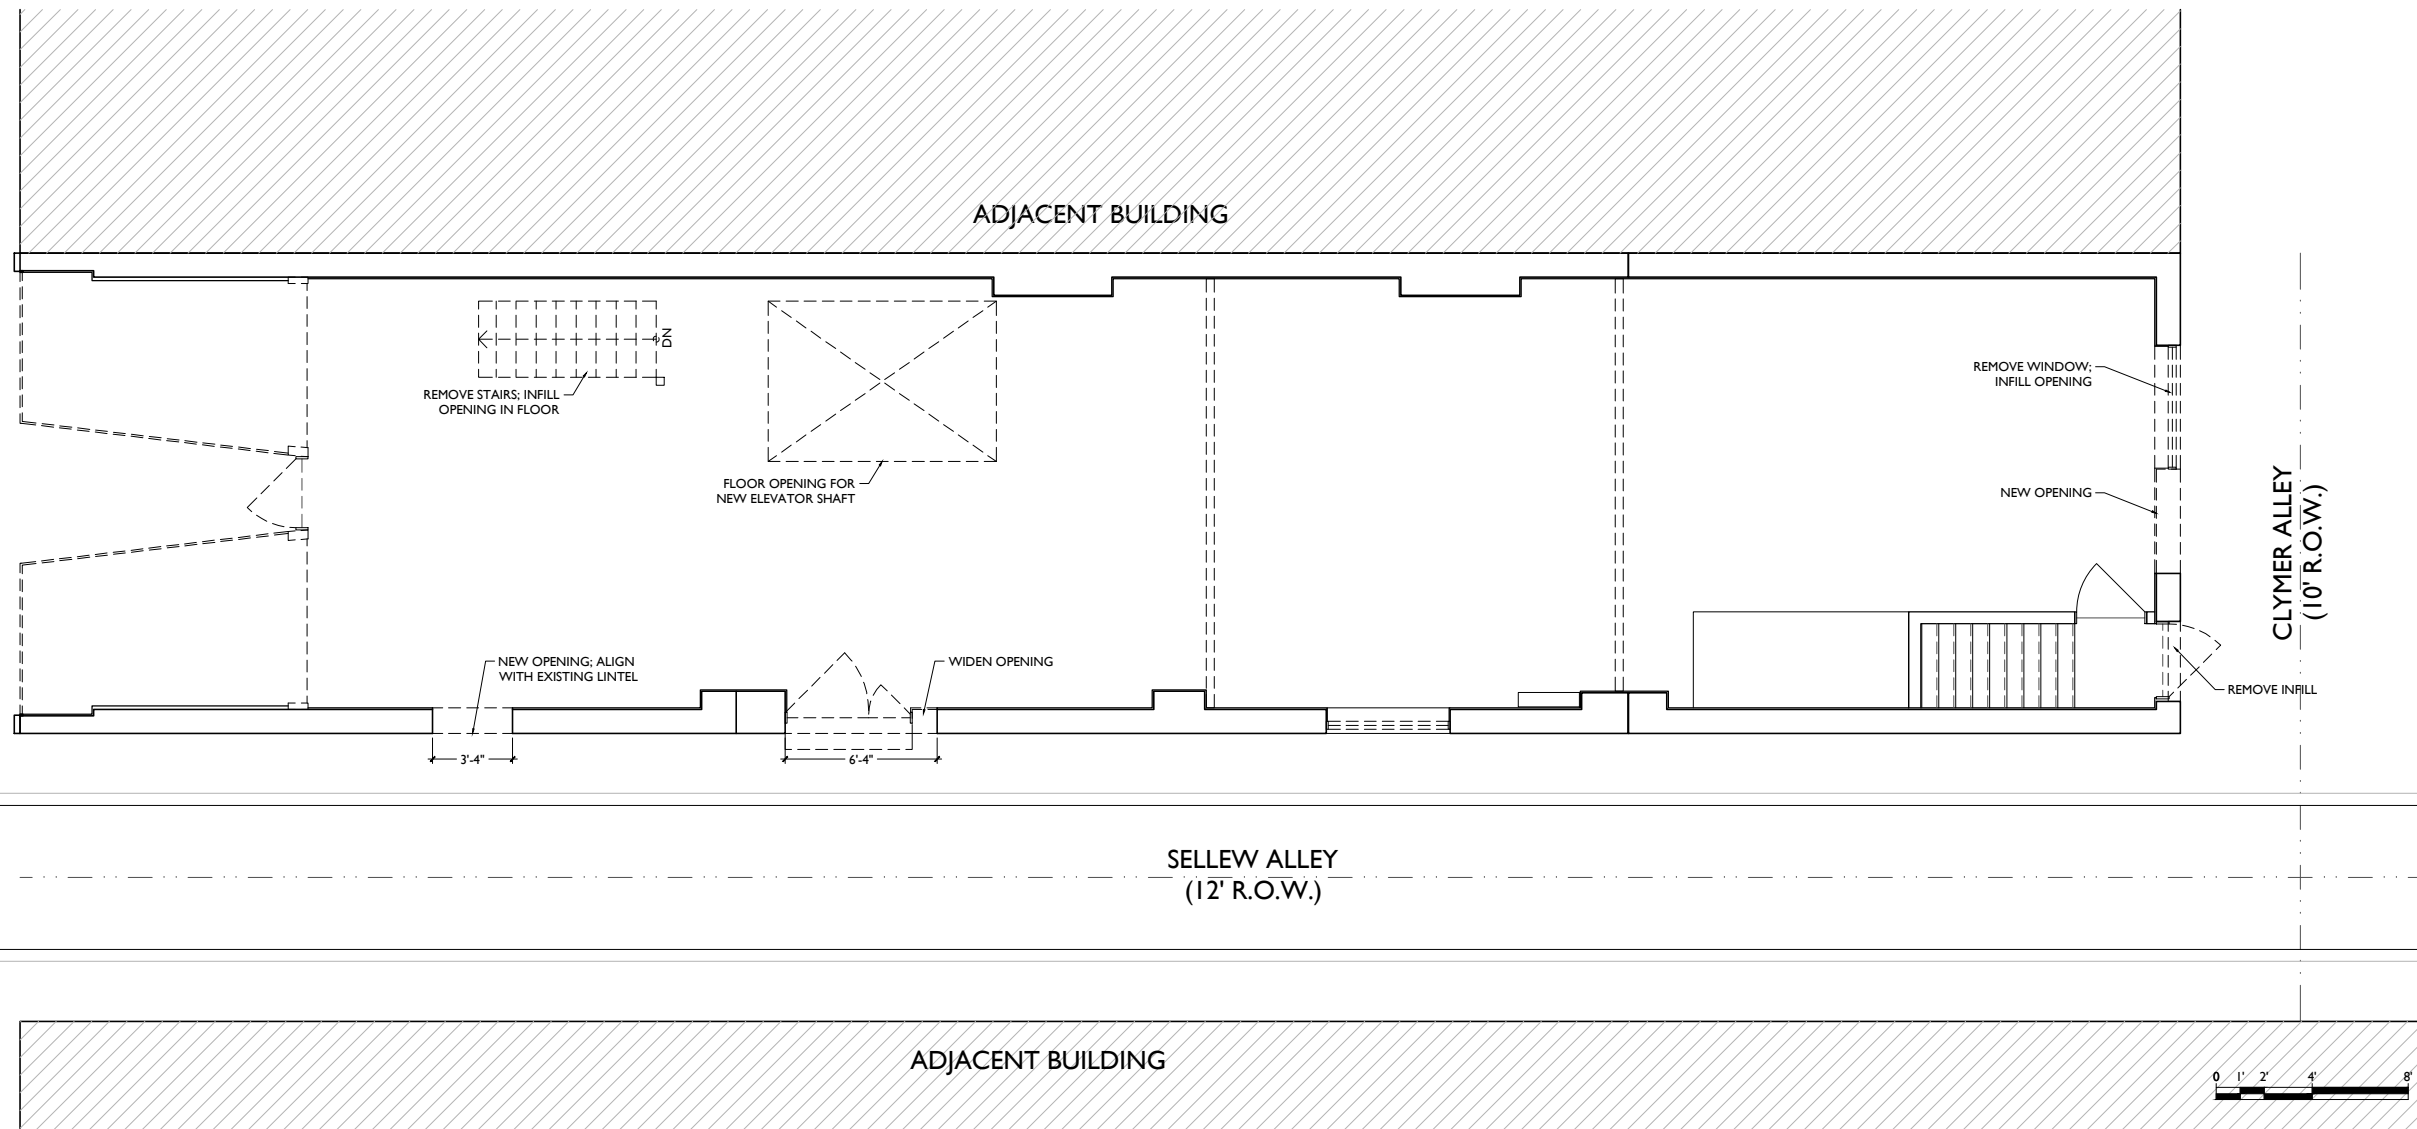 ADJACENT BUILDING
DN
REMOVE STAIRS; INFILL
OPENING IN FLOOR
FLOOR OPENING FOR
NEW ELEVATOR SHAFT
REMOVE WINDOW;
INFILL OPENING
NEW OPENING
CLYMER ALLEY
(10' R.O.W.)
NEW OPENING; ALIGN
WITH EXISTING LINTEL
WIDEN OPENING
REMOVE INFILL
3'-4"
6'-4"
SELLEW ALLEY
(12' R.O.W.)
ADJACENT BUILDING
0 1' 2' 4' 8'